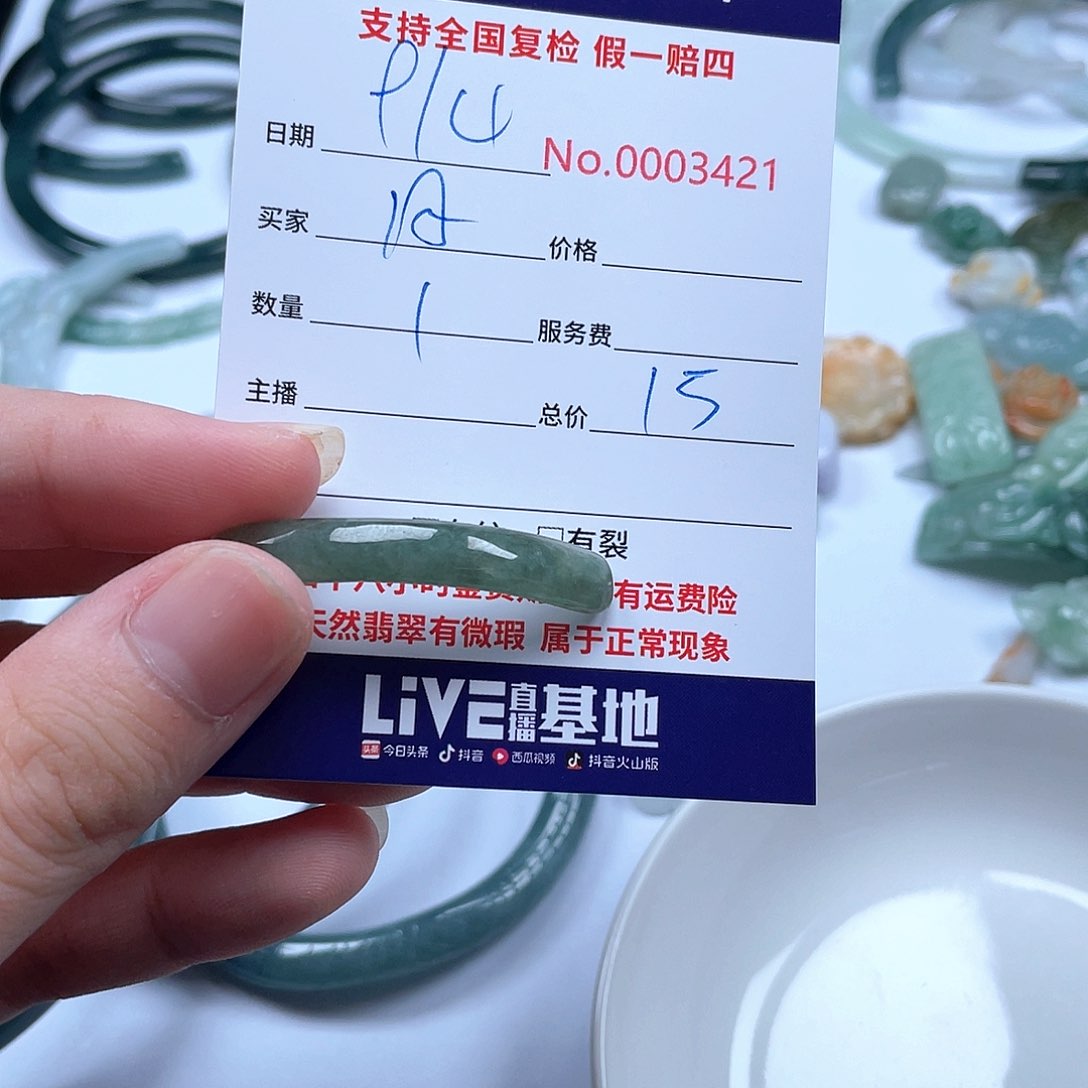 支持全国复检 假一赔四
日期
No.0003421
买家
价格
数量 1 服务费
主播 总价 15
有裂
有运费险
天然翡翠有微瑕 属于正常现象
LiVE直播基地
头条 今日头条 抖音 西瓜视频 抖音火山版